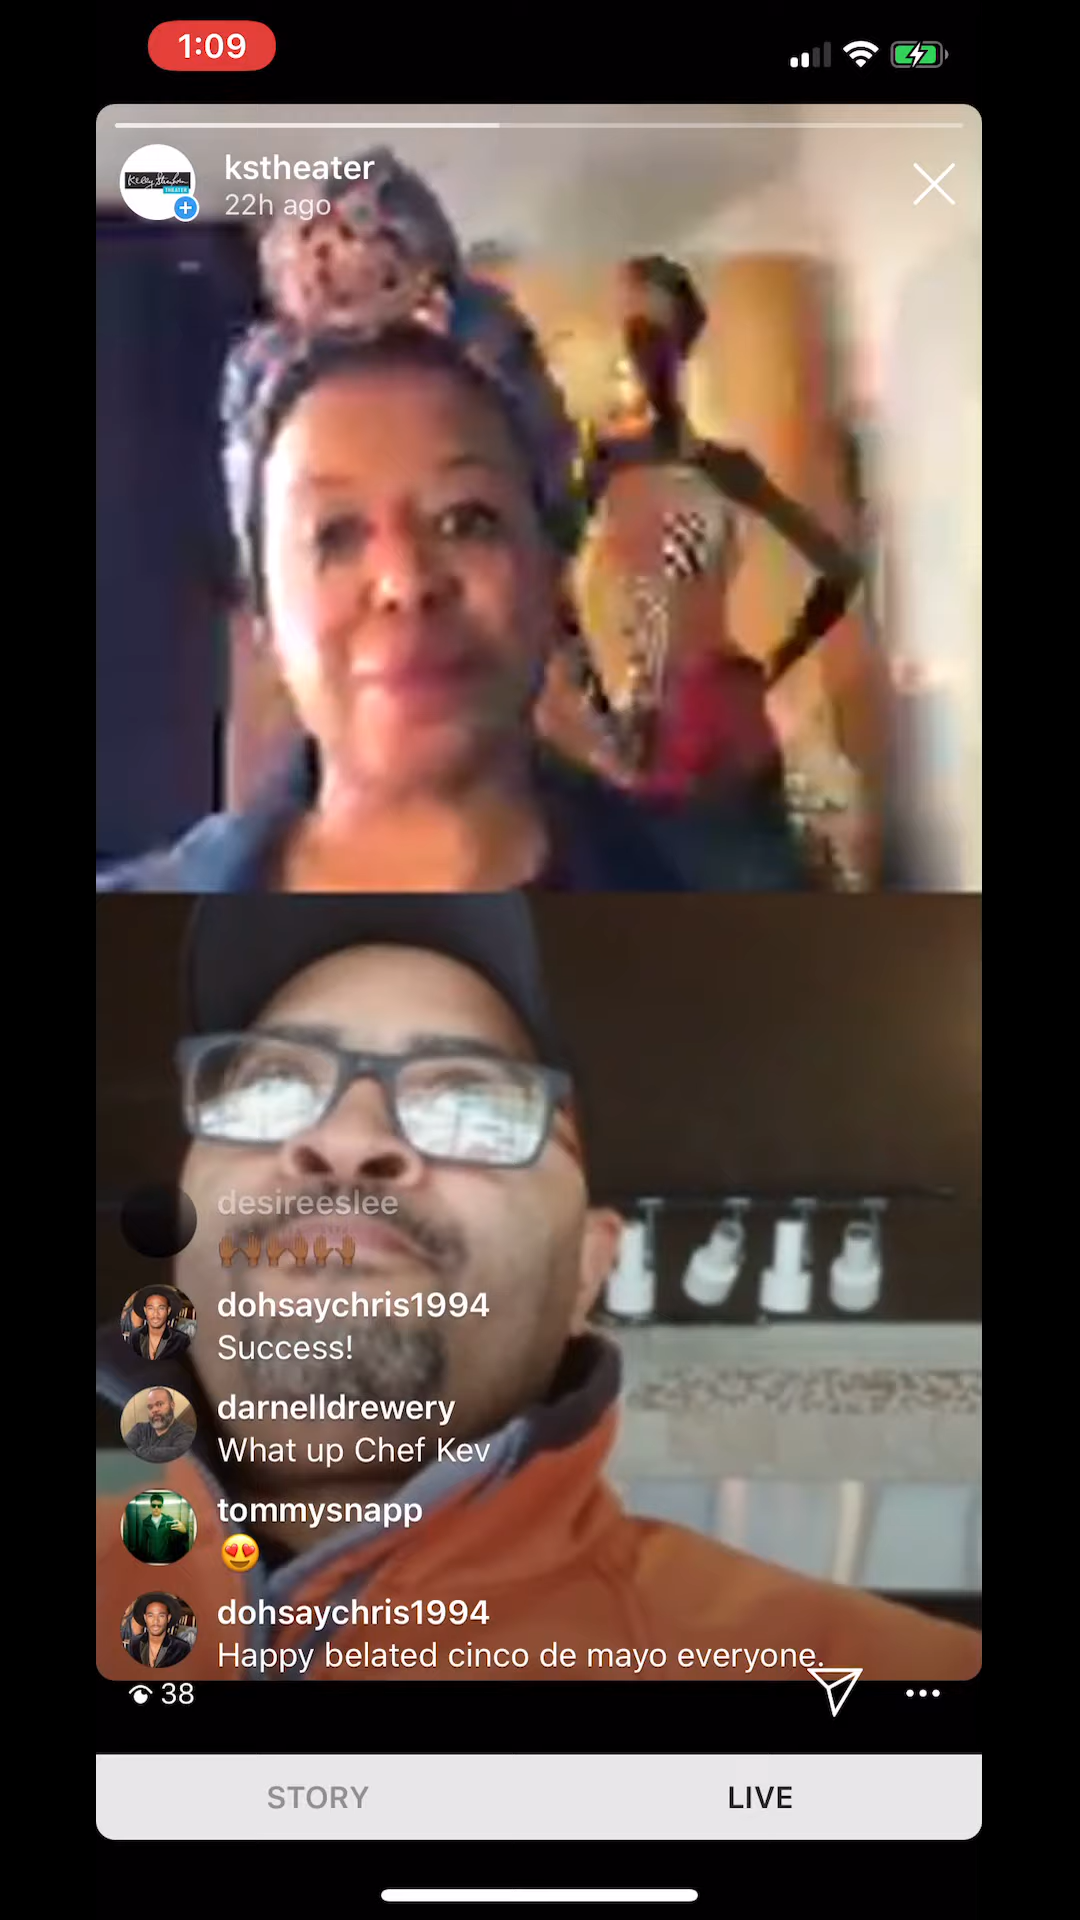 1:09
kstheater
22h ago
THEATER
desireeslee
🙌🏾🙌🏾🙌🏾
dohsaychris1994
Success!
darnelldrewery
What up Chef Kev
tommysnapp
😍
dohsaychris1994
Happy belated cinco de mayo everyone.
38
STORY
LIVE